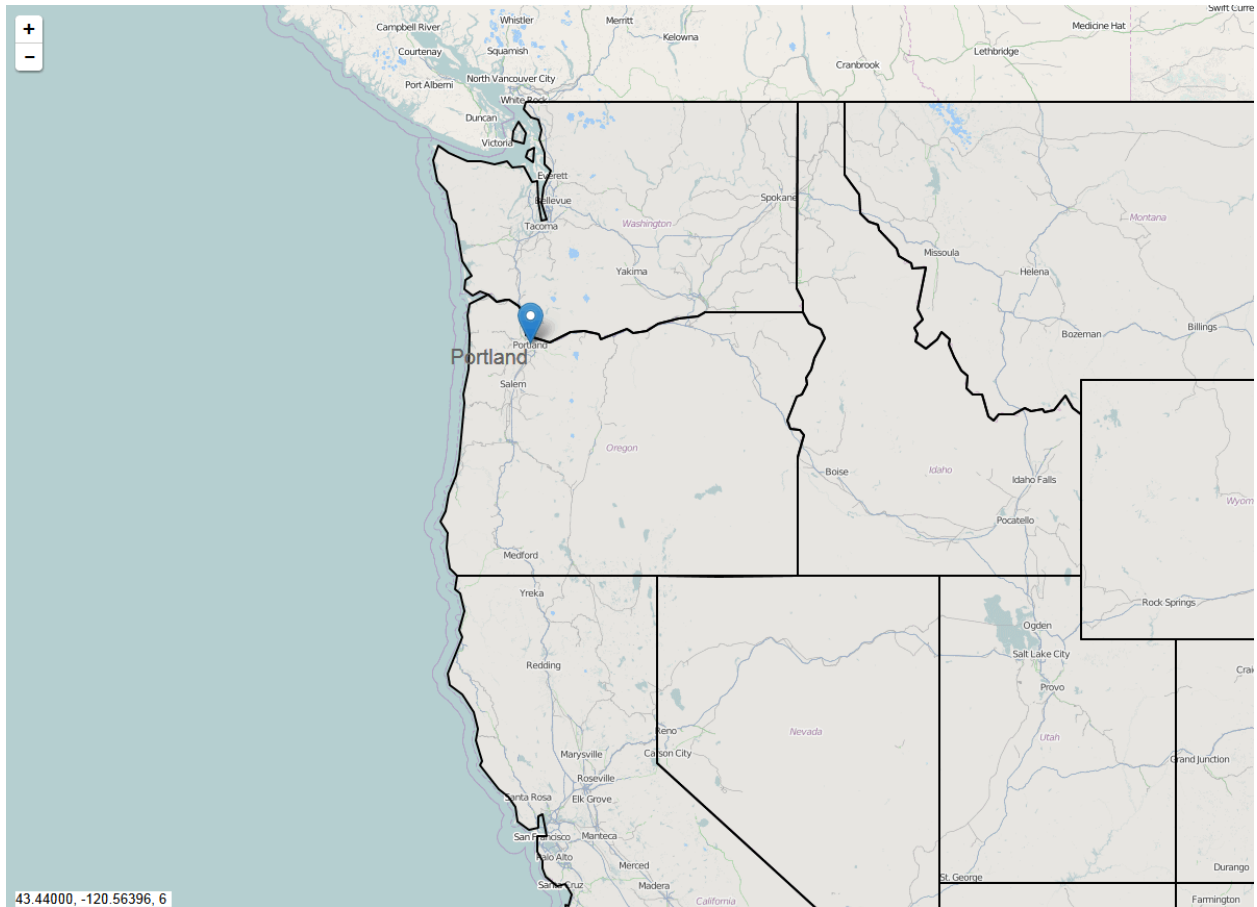 +
−
Whistler
Merritt
Swift Curre
Campbell River
Medicine Hat
Kelowna
Courtenay
Squamish
Lethbridge
Cranbrook
North Vancouver City
Port Alberni
White Rock
Duncan
Victoria
Everett
Spokane
Bellevue
Tacoma
Washington
Montana
Missoula
Yakima
Helena
Billings
Bozeman
Portland
Portland
Salem
Oregon
Boise
Idaho
Idaho Falls
Wyom
Pocatello
Medford
Yreka
Rock Springs
Ogden
Salt Lake City
Redding
Provo
Craig
Reno
Nevada
Utah
Marysville
Carson City
Grand Junction
Roseville
Santa Rosa
Elk Grove
San Francisco
Manteca
Palo Alto
Merced
Durango
St. George
Santa Cruz
Madera
California
Farmington
43.44000, -120.56396, 6